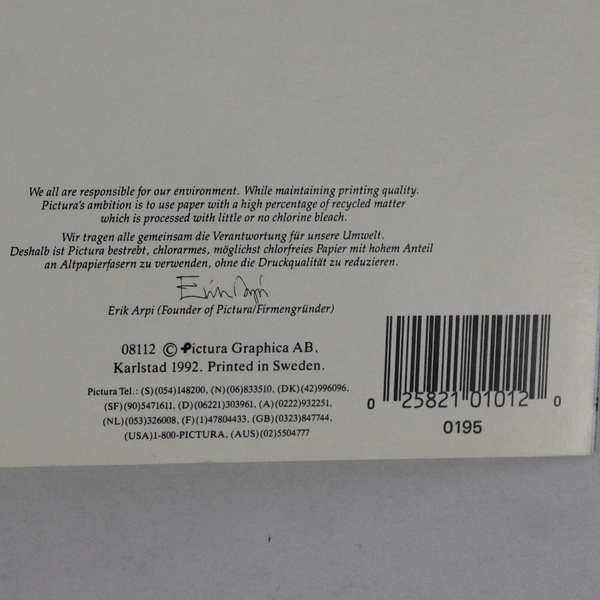 We all are responsible for our environment. While maintaining printing quality.
Pictura's ambition is to use paper with a high percentage of recycled matter
which is processed with little or no chlorine bleach.
Wir tragen alle gemeinsam die Verantwortung für unsere Umwelt.
Deshalb ist Pictura bestrebt, chlorarmes, möglichst chlorfreies Papier mit hohem Anteil
an Altpapierfasern zu verwenden, ohne die Druckqualität zu reduzieren.
Erik Arpi
Erik Arpi (Founder of Pictura/Firmengründer)
08112 © Pictura Graphica AB.
Karlstad 1992. Printed in Sweden.
Pictura Tel.: (S)(054)148200, (N)(06)833510, (DK)(42)996096,
(SF)(90)5471611, (D)(06221)303961, (A)(0222)932251,
(NL)(053)326008, (F)(1)47804433, (GB)(0323)847744,
(USA)1-800-PICTURA, (AUS)(02)5504777
0 25821 01012 0
0195